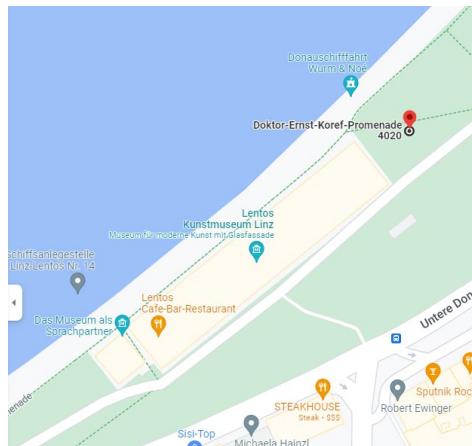 Donauschifffahrt
Wurm & Noé
Doktor-Ernst-Koref-Promenade
4020
Lentos
Kunstmuseum Linz
Museum für moderne Kunst mit Glasfassade
chiffsanlegestelle
Linz-Lentos Nr. 14
Lentos
Cafe-Bar-Restaurant
Das Museum als
Sprachpartner
Untere Don
enade
STEAKHOUSE
Steak • $$$
Sputnik Roc
Robert Ewinger
Sisi-Top
Michaela Hainzl